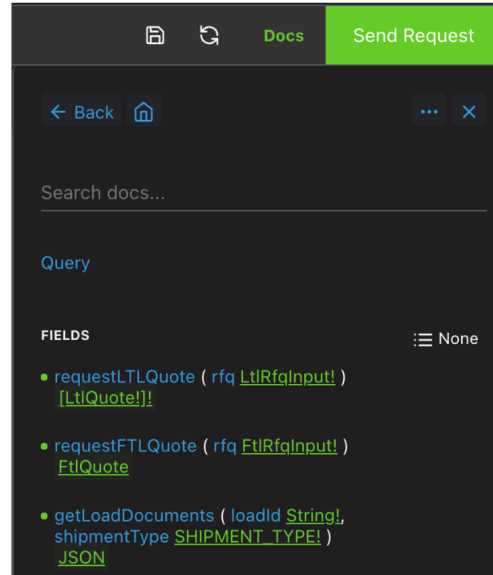 Docs Send Request
← Back
Search docs...
Query
FIELDS None
requestLTLQuote ( rfq LtlRfqInput! )
[LtlQuote!]!
requestFTLQuote ( rfq FtlRfqInput! )
FtlQuote
getLoadDocuments ( loadId String!,
shipmentType SHIPMENT_TYPE! )
JSON